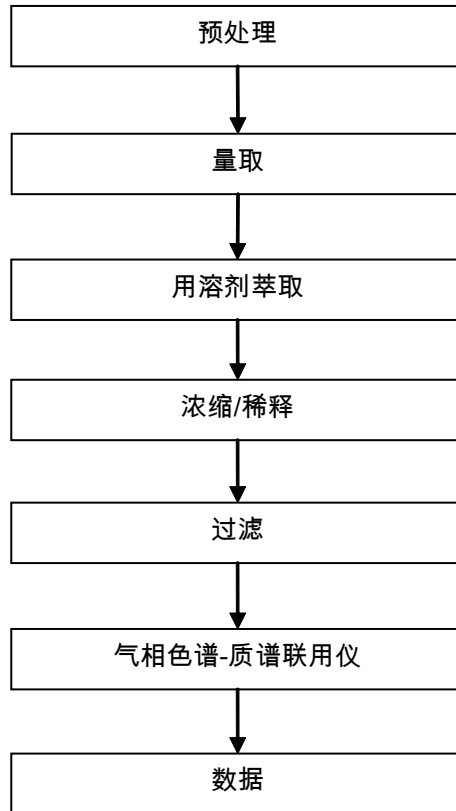 预处理
量取
用溶剂萃取
浓缩/稀释
过滤
气相色谱-质谱联用仪
数据